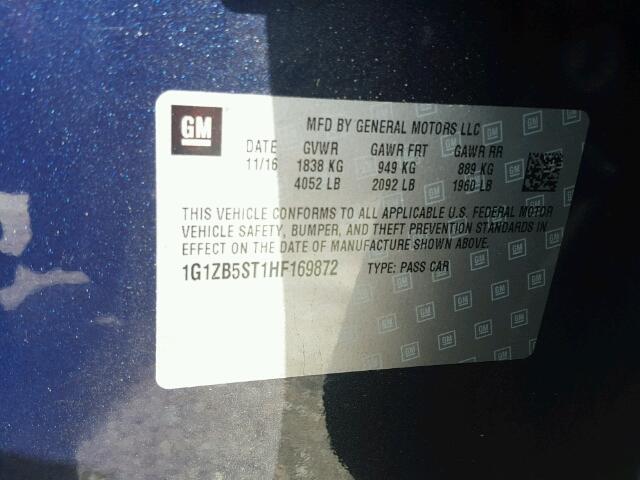 GM
MFD BY GENERAL MOTORS LLC
DATE GVWR GAWR FRT GAWR RR
11/16 1838 KG 949 KG 889 KG
4052 LB 2092 LB 1960 LB
THIS VEHICLE CONFORMS TO ALL APPLICABLE U.S. FEDERAL MOTOR
VEHICLE SAFETY, BUMPER, AND THEFT PREVENTION STANDARDS IN
EFFECT ON THE DATE OF MANUFACTURE SHOWN ABOVE.
1G1ZB5ST1HF169872 TYPE: PASS CAR